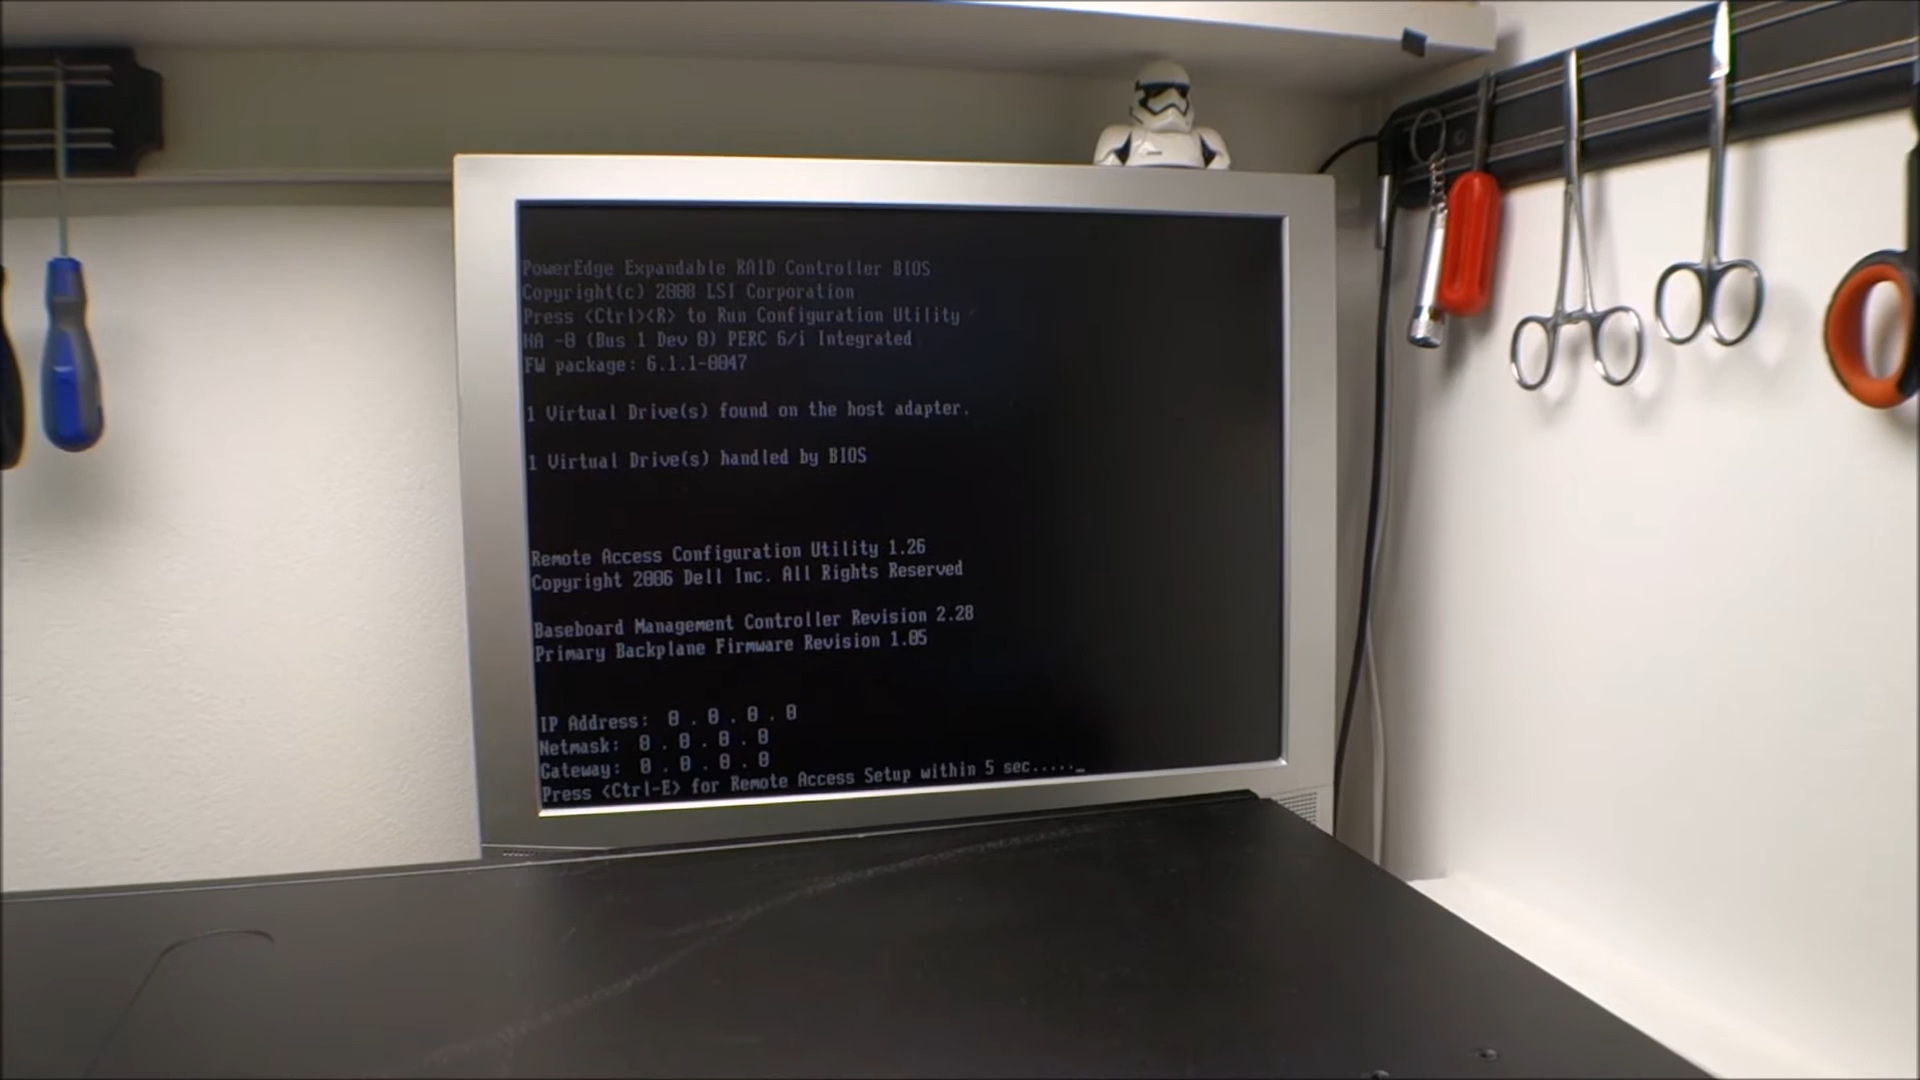 PowerEdge Expandable RAID Controller BIOS
Copyright(c) 2008 LSI Corporation
Press <Ctrl><R> to Run Configuration Utility
HA -0 (Bus 1 Dev 0) PERC 6/i Integrated
FW package: 6.1.1-0047
1 Virtual Drive(s) found on the host adapter.
1 Virtual Drive(s) handled by BIOS
Remote Access Configuration Utility 1.26
Copyright 2006 Dell Inc. All Rights Reserved
Baseboard Management Controller Revision 2.28
Primary Backplane Firmware Revision 1.05
IP Address: 0 . 0 . 0 . 0
Netmask: 0 . 0 . 0 . 0
Gateway: 0 . 0 . 0 . 0
Press <Ctrl-E> for Remote Access Setup within 5 sec....._